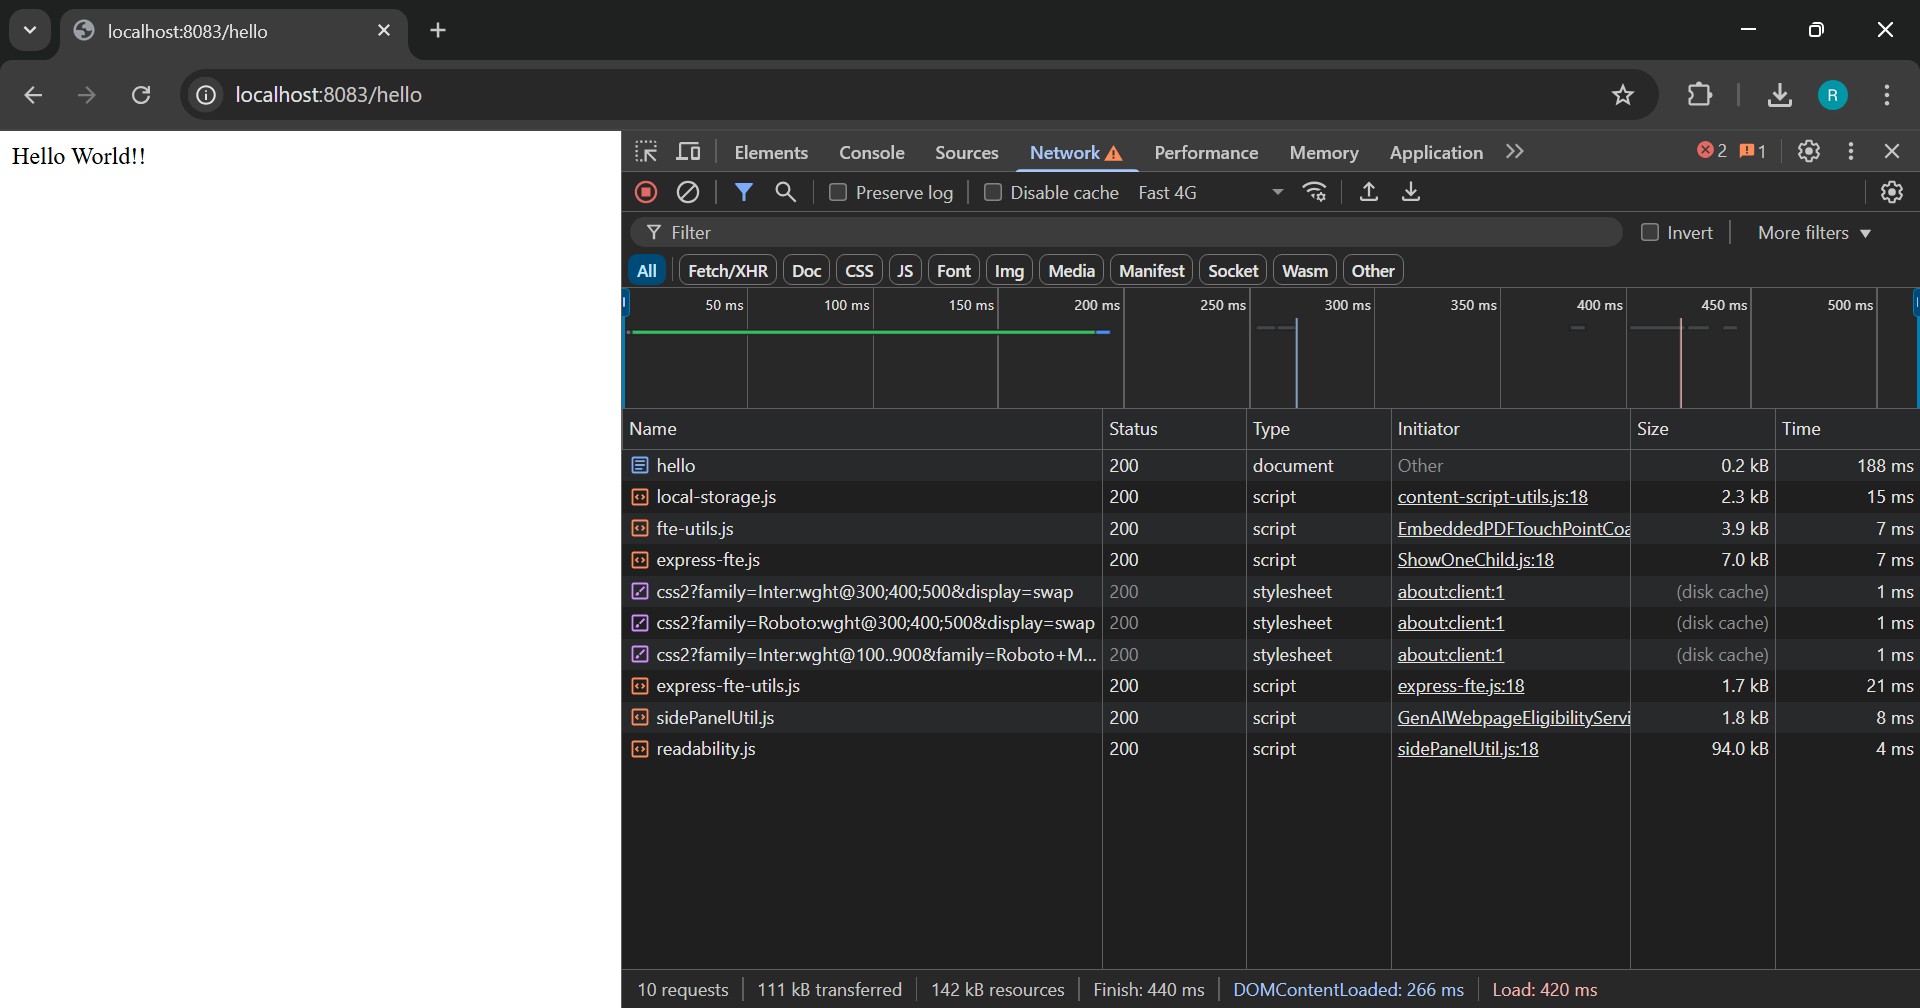 localhost:8083/hello
localhost:8083/hello
R
Hello World!!
Elements Console Sources Network Performance Memory Application 2 1
Preserve log Disable cache Fast 4G
Filter Invert More filters
All Fetch/XHR Doc CSS JS Font Img Media Manifest Socket Wasm Other
50 ms 100 ms 150 ms 200 ms 250 ms 300 ms 350 ms 400 ms 450 ms 500 ms
Name Status Type Initiator Size Time
hello 200 document Other 0.2 kB 188 ms
local-storage.js 200 script content-script-utils.js:18 2.3 kB 15 ms
fte-utils.js 200 script EmbeddedPDFTouchPointCoa 3.9 kB 7 ms
express-fte.js 200 script ShowOneChild.js:18 7.0 kB 7 ms
css2?family=Inter:wght@300;400;500&display=swap 200 stylesheet about:client:1 (disk cache) 1 ms
css2?family=Roboto:wght@300;400;500&display=swap 200 stylesheet about:client:1 (disk cache) 1 ms
css2?family=Inter:wght@100..900&family=Roboto+M... 200 stylesheet about:client:1 (disk cache) 1 ms
express-fte-utils.js 200 script express-fte.js:18 1.7 kB 21 ms
sidePanelUtil.js 200 script GenAIWebpageEligibilityServi 1.8 kB 8 ms
readability.js 200 script sidePanelUtil.js:18 94.0 kB 4 ms
10 requests 111 kB transferred 142 kB resources Finish: 440 ms DOMContentLoaded: 266 ms Load: 420 ms